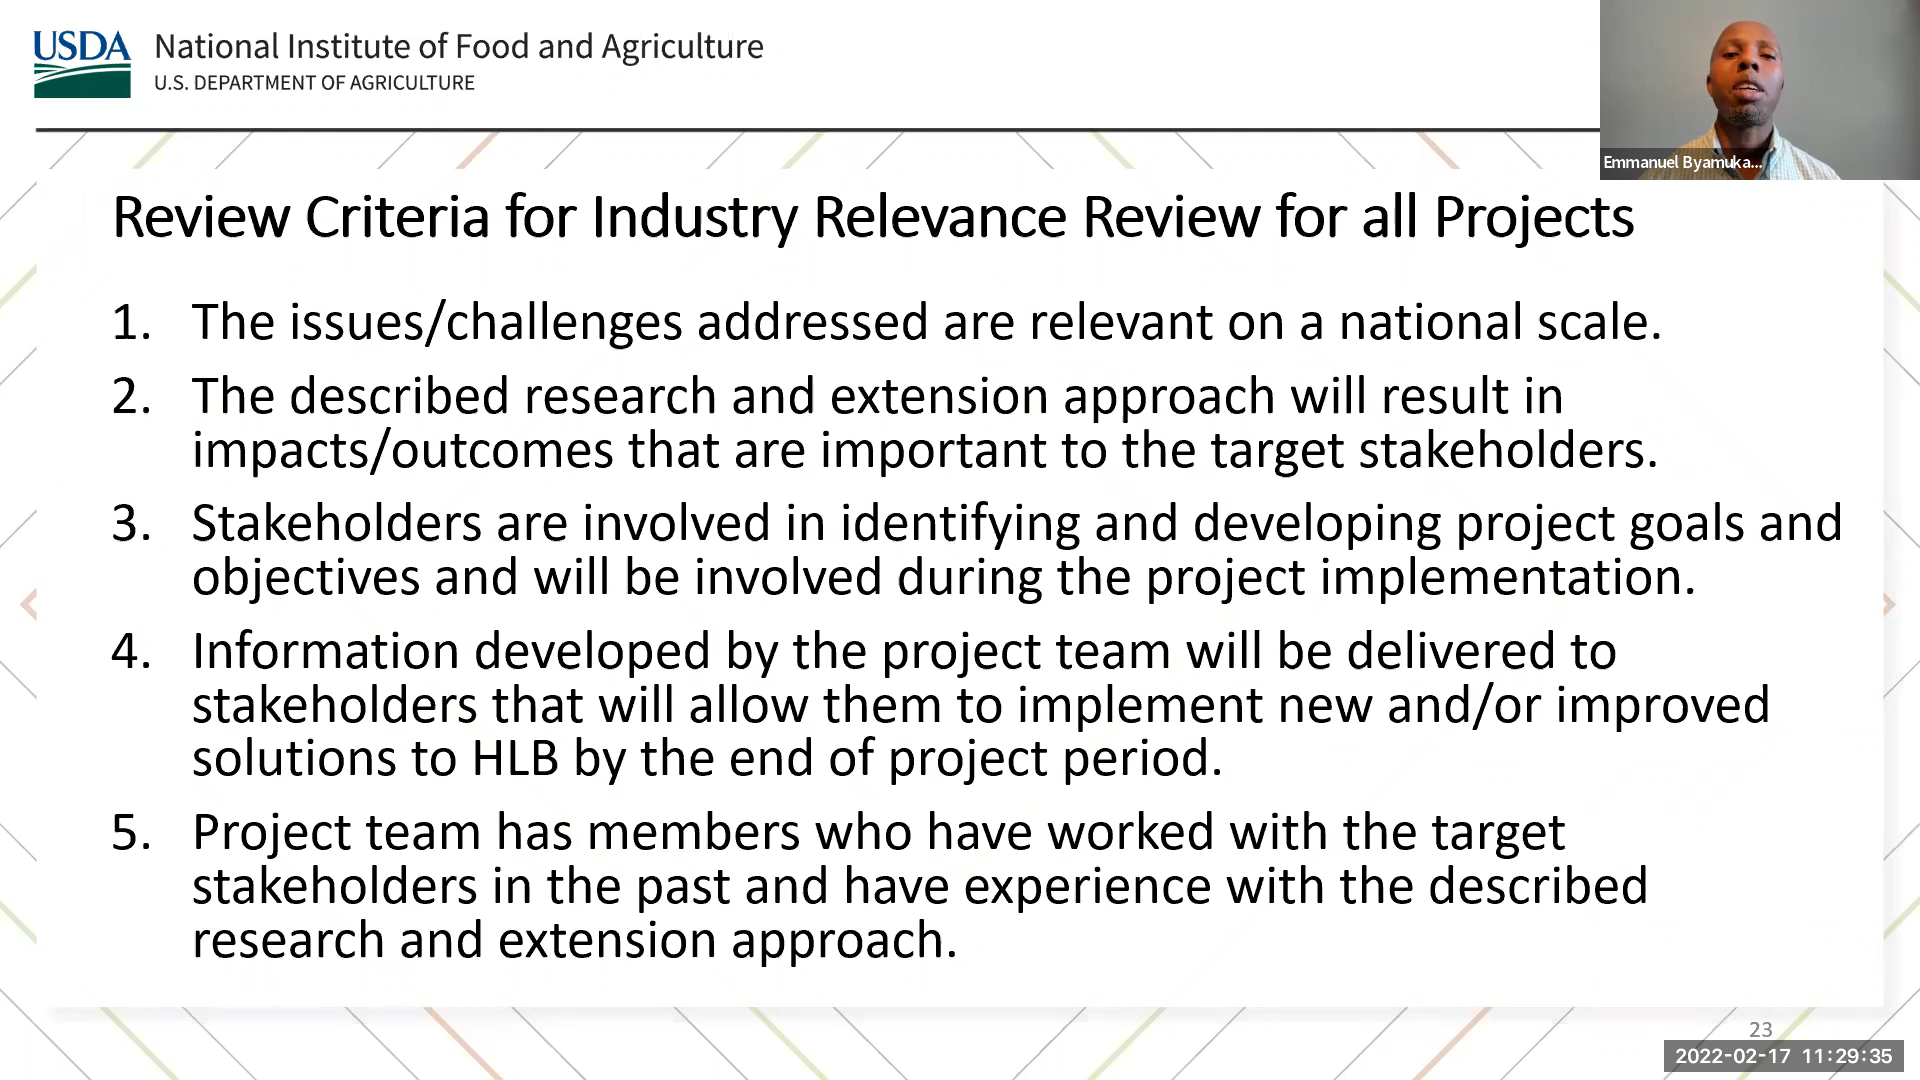 USDA
National Institute of Food and Agriculture
U.S. DEPARTMENT OF AGRICULTURE
Emmanuel Byamuka...
Review Criteria for Industry Relevance Review for all Projects
1. The issues/challenges addressed are relevant on a national scale.
2. The described research and extension approach will result in
impacts/outcomes that are important to the target stakeholders.
3. Stakeholders are involved in identifying and developing project goals and
objectives and will be involved during the project implementation.
4. Information developed by the project team will be delivered to
stakeholders that will allow them to implement new and/or improved
solutions to HLB by the end of project period.
5. Project team has members who have worked with the target
stakeholders in the past and have experience with the described
research and extension approach.
23
2022-02-17 11:29:35